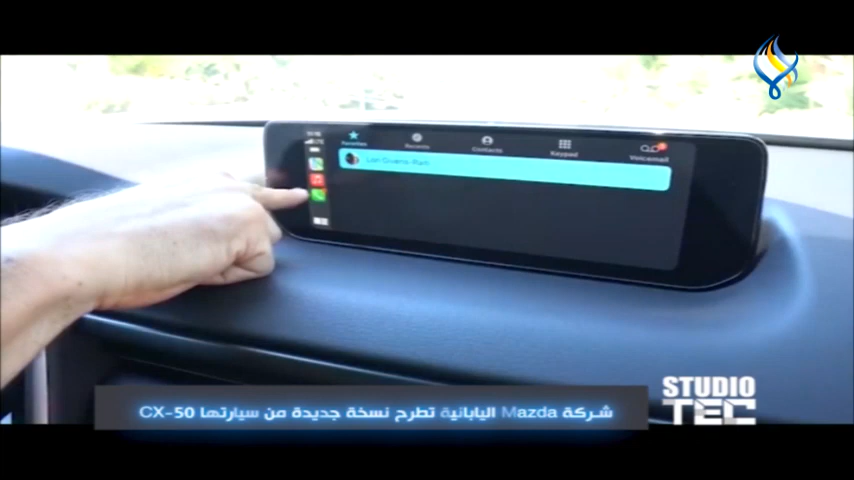 Favorites
Recents
Contacts
Keypad
Voicemail
شركة Mazda اليابانية تطرح نسخة جديدة من سيارتها CX-50
STUDIO
TEC